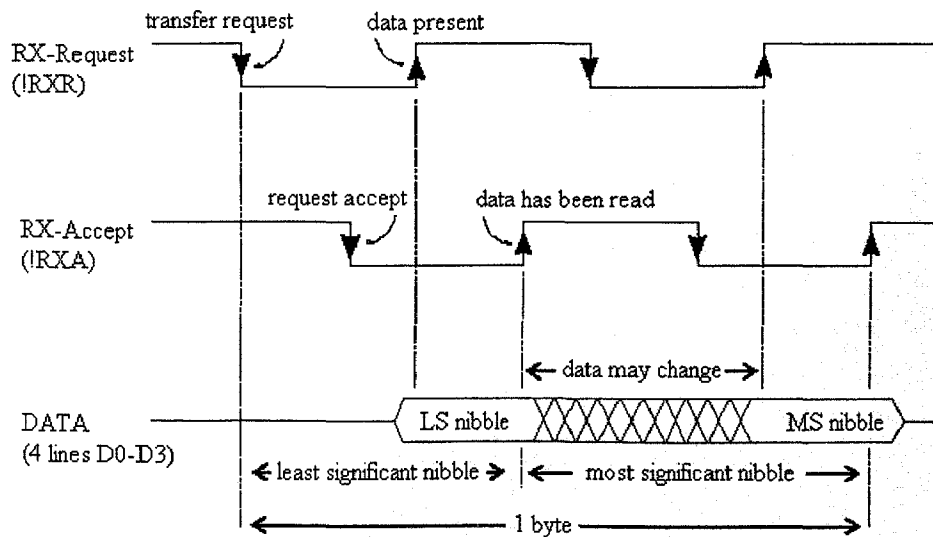 transfer request
data present
RX-Request
(!RXR)
request accept
data has been read
RX-Accept
(!RXA)
data may change
DATA
(4 lines D0-D3)
LS nibble
MS nibble
least significant nibble
most significant nibble
1 byte